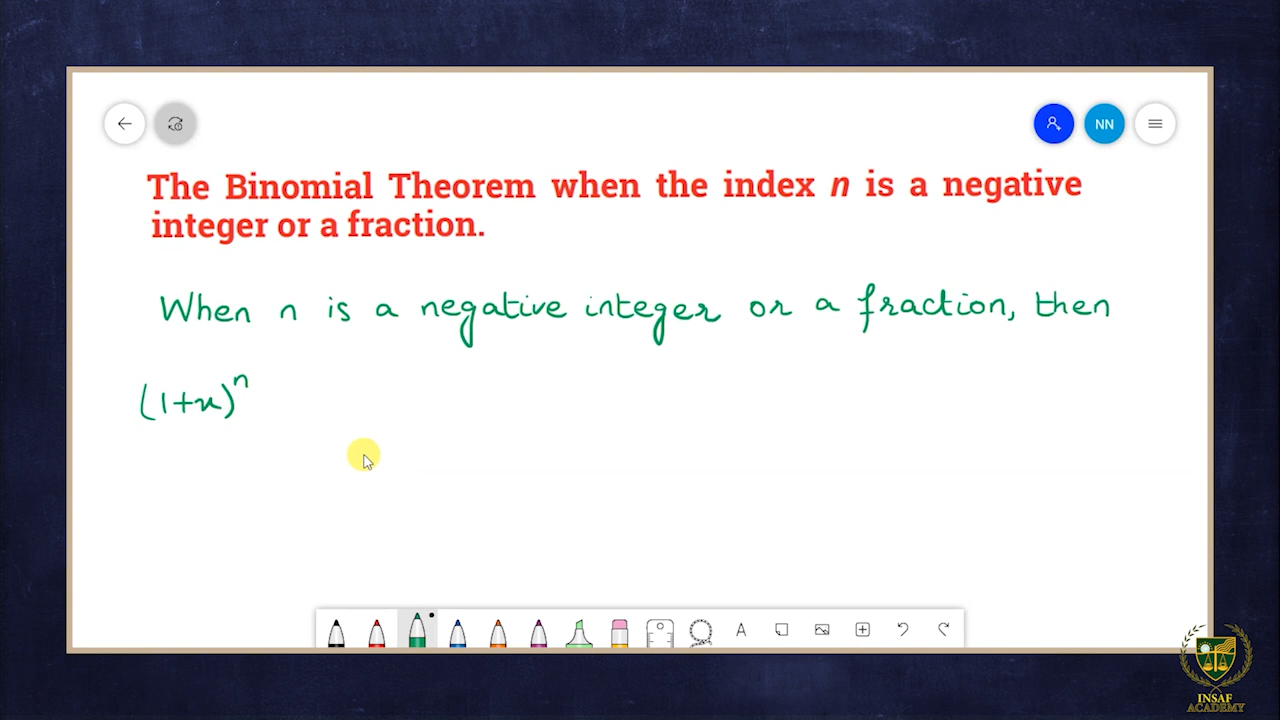 NN
The Binomial Theorem when the index n is a negative
integer or a fraction.
When n is a negative integer or a fraction, then
(1+x)^n
A
INSAF
ACADEMY